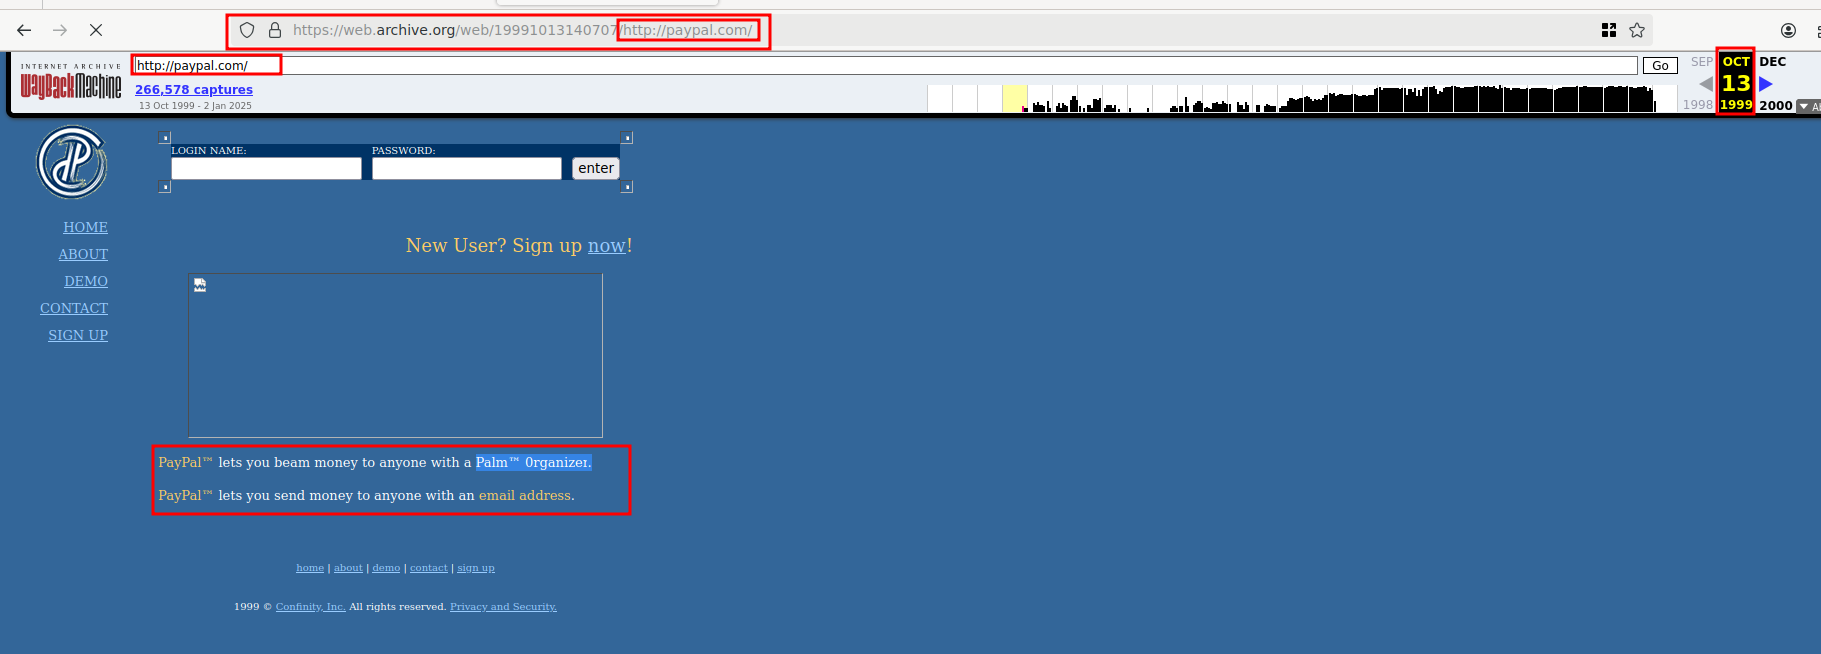 https://web.archive.org/web/19991013140707/http://paypal.com/
INTERNET ARCHIVE
WayBackMachine
http://paypal.com/
Go
SEP OCT DEC
266,578 captures
13
13 Oct 1999 - 2 Jan 2025
1998 1999 2000
LOGIN NAME: PASSWORD:
enter
HOME
ABOUT
DEMO
CONTACT
SIGN UP
New User? Sign up now!
PayPal™ lets you beam money to anyone with a Palm™ 0rganizer.
PayPal™ lets you send money to anyone with an email address.
home | about | demo | contact | sign up
1999 © Confinity, Inc. All rights reserved. Privacy and Security.